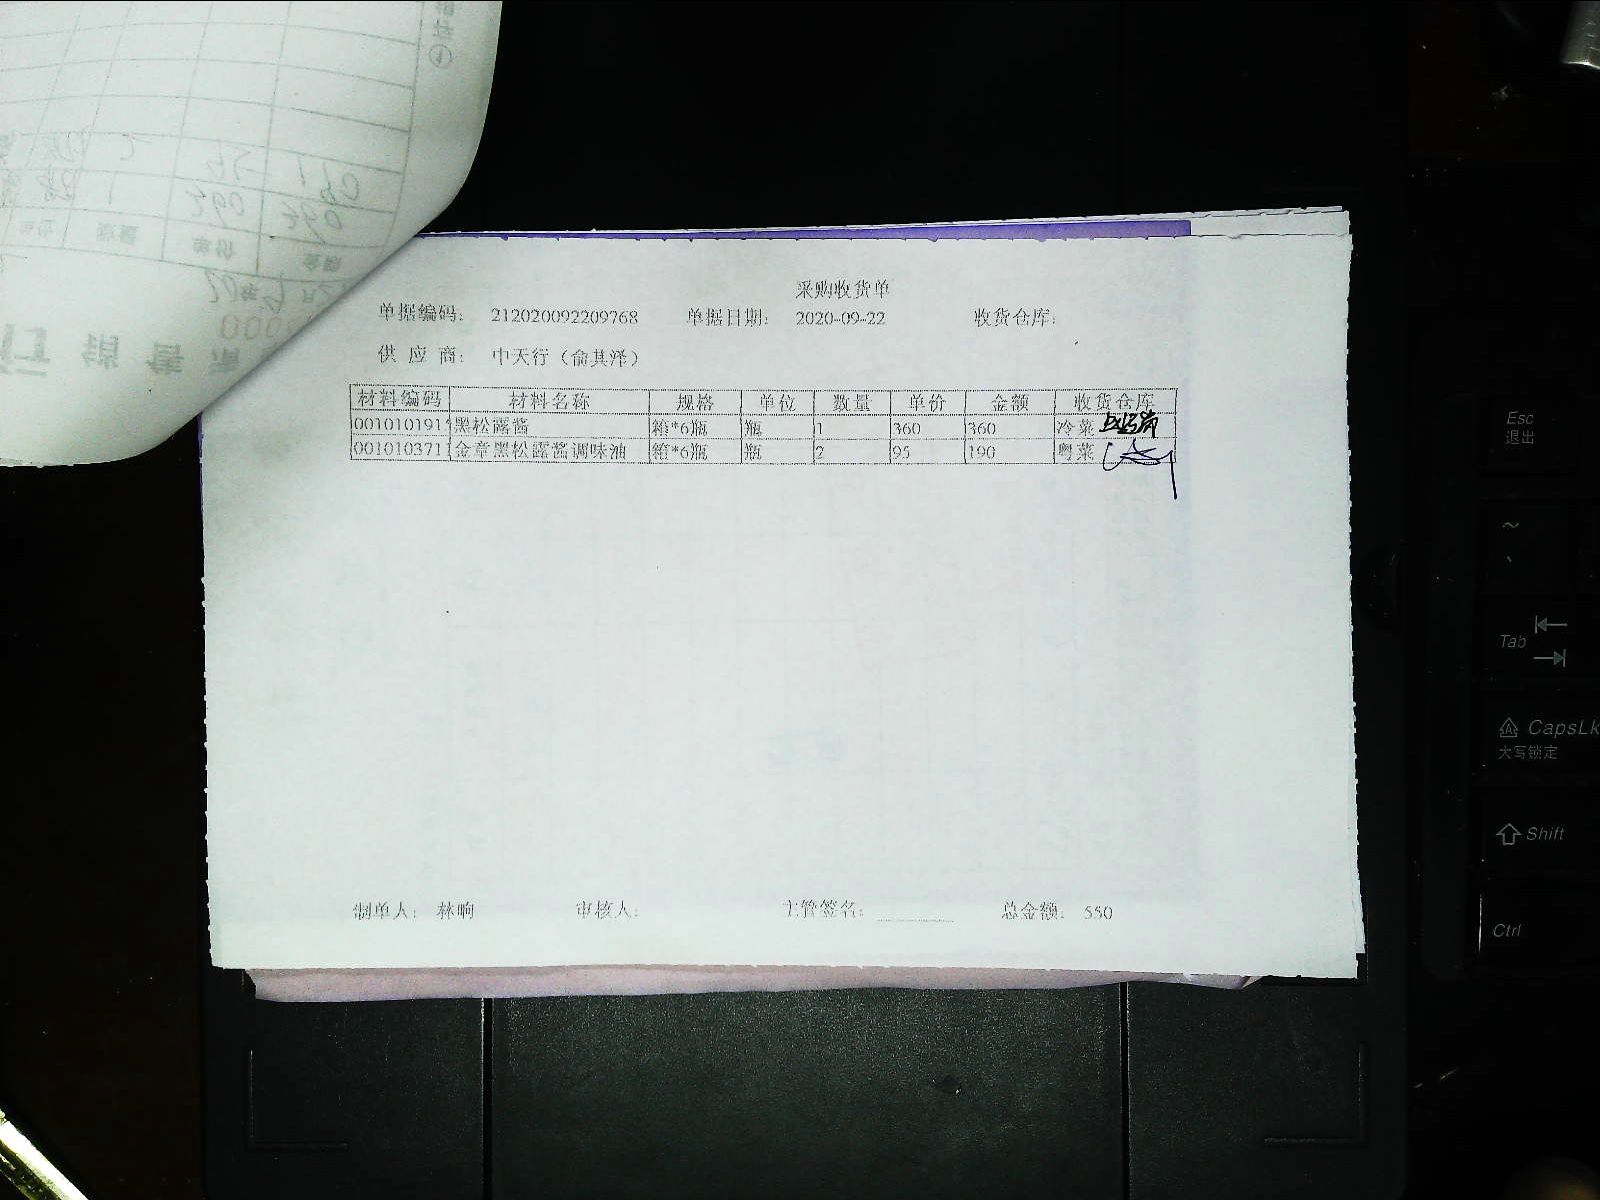 采购收货单
单据编码: 212020092209768 单据日期: 2020-09-22 收货仓库:
供应商: 中天行（俞其泽）
材料编码 材料名称 规格 单位 数量 单价 金额 收货仓库
001010191 黑松露酱 箱*6瓶 瓶 1 360 360 冷菜
001010371 金章黑松露酱调味油 箱*6瓶 瓶 2 95 190 粤菜
制单人: 林响 审核人: 主管签名: 总金额: 550
Esc
退出
~
Tab
CapsLk
大写锁定
Shift
Ctrl